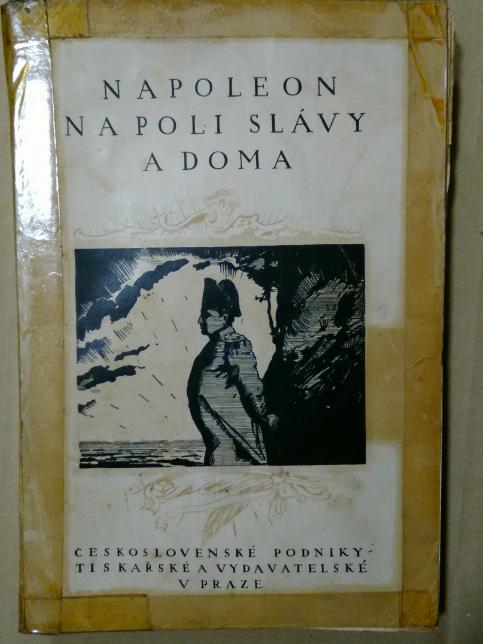 NAPOLEON
NA POLI SLÁVY
A DOMA
ČESKOSLOVENSKÉ PODNIKY
TISKAŘSKÉ A VYDAVATELSKÉ
V PRAZE